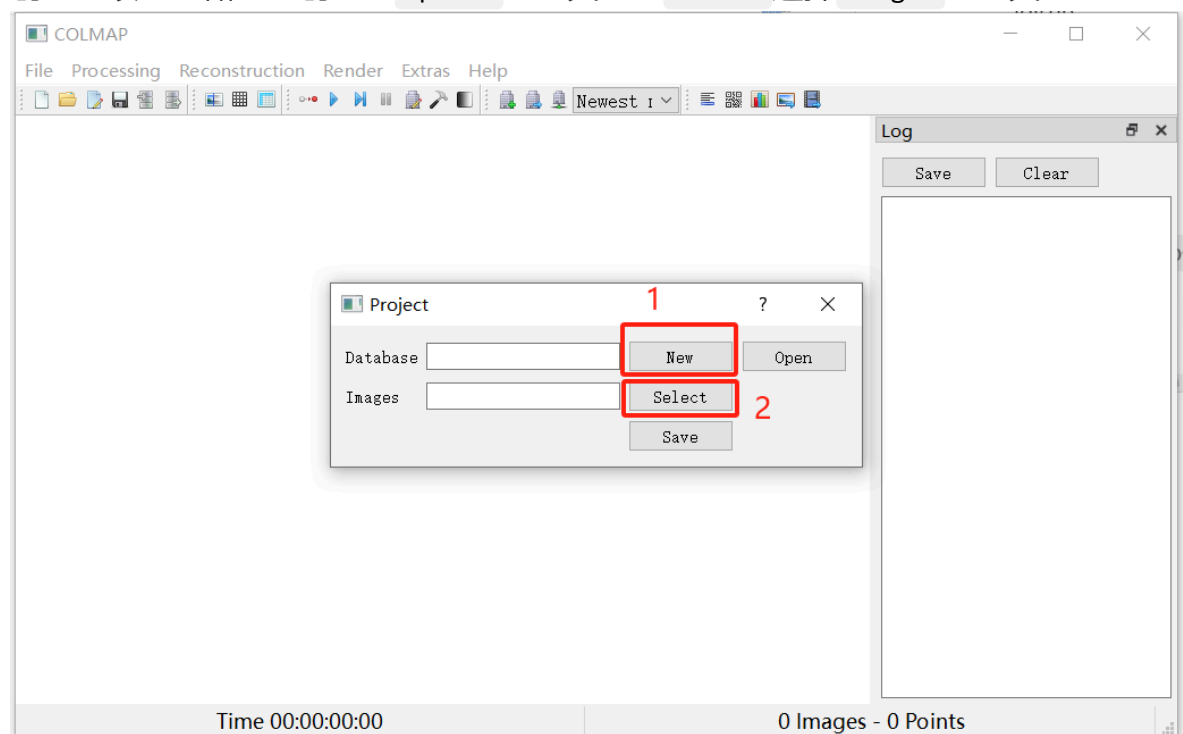 COLMAP
File Processing Reconstruction Render Extras Help
Newest I
Log
Save Clear
1
Project ?
Database New Open
Images Select
2
Save
Time 00:00:00:00 0 Images - 0 Points